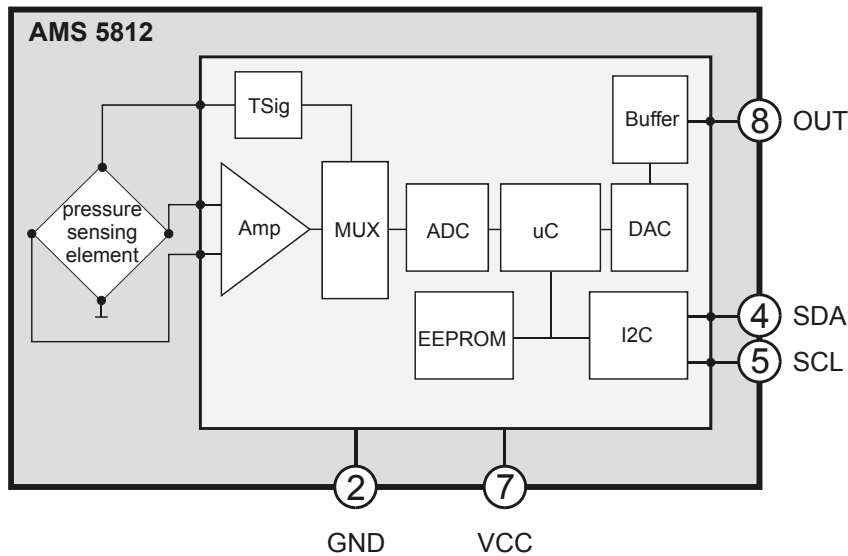 AMS 5812
TSig
Buffer
8 OUT
pressure
sensing
element
Amp
MUX
ADC
uC
DAC
EEPROM
I2C
4 SDA
5 SCL
2
7
GND
VCC